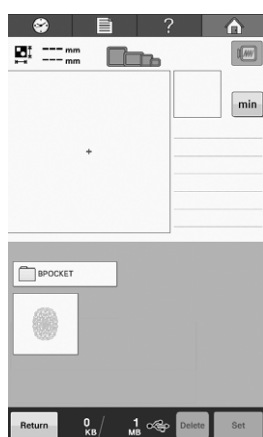 ?
--- mm
--- mm
min
BPOCKET
Return 0 KB / 1 MB Delete Set